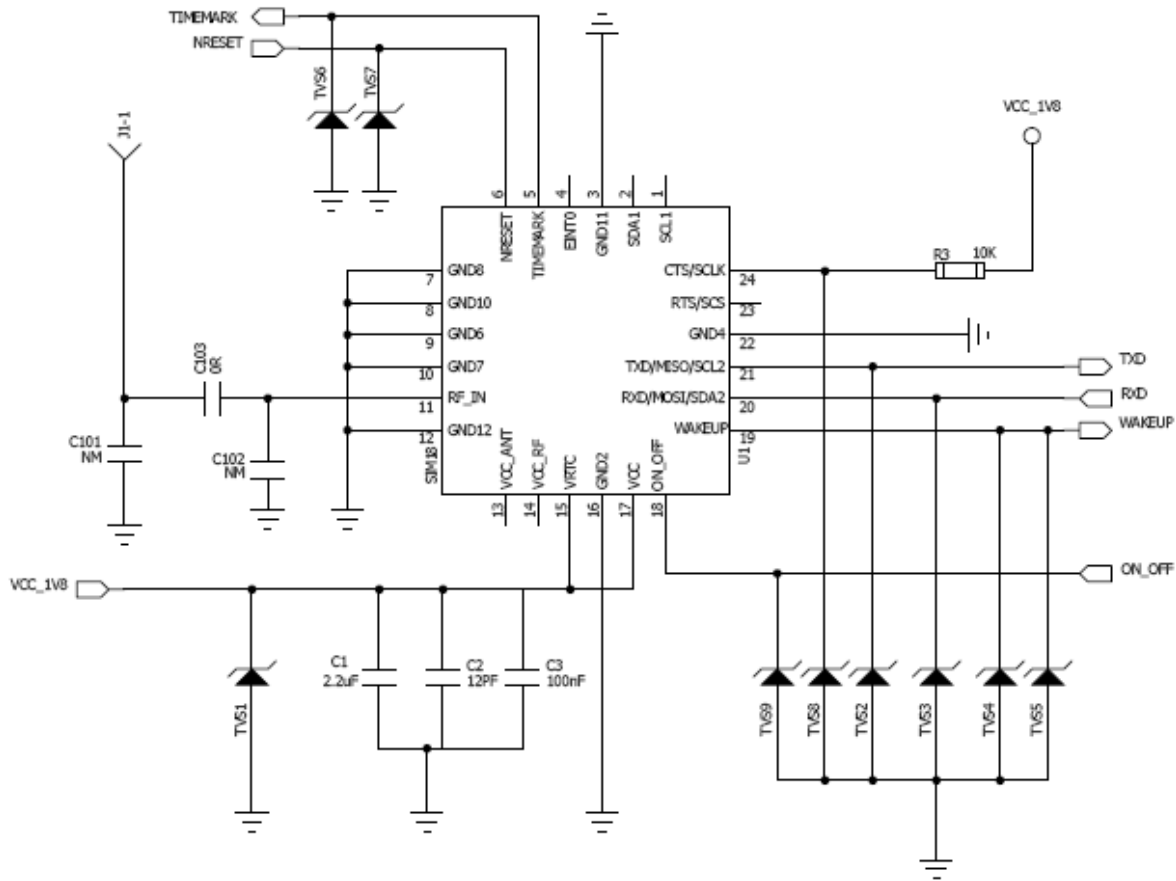 TIMEMARK
NRESET
TVS6
TVS7
J1-1
VCC_1V8
6
5
4
3
2
1
NRESET
TIMEMARK
EINT0
GND11
SDA1
SCL1
GND8
7
GND10
8
GND6
9
GND7
10
RF_IN
11
GND12
12
CTS/SCLK
24
RTS/SCS
23
GND4
22
TXD/MISO/SCL2
21
RXD/MOSI/SDA2
20
WAKEUP
19
R3 10K
TXD
RXD
WAKEUP
C103
0R
C101
NM
C102
NM
SIM18
U1
VCC_ANT
VCC_RF
VRTC
GND2
VCC
ON_OFF
13
14
15
16
17
18
VCC_1V8
ON_OFF
TVS1
C1
2.2uF
C2
12PF
C3
100nF
TVS9
TVS8
TVS2
TVS3
TVS4
TVS5